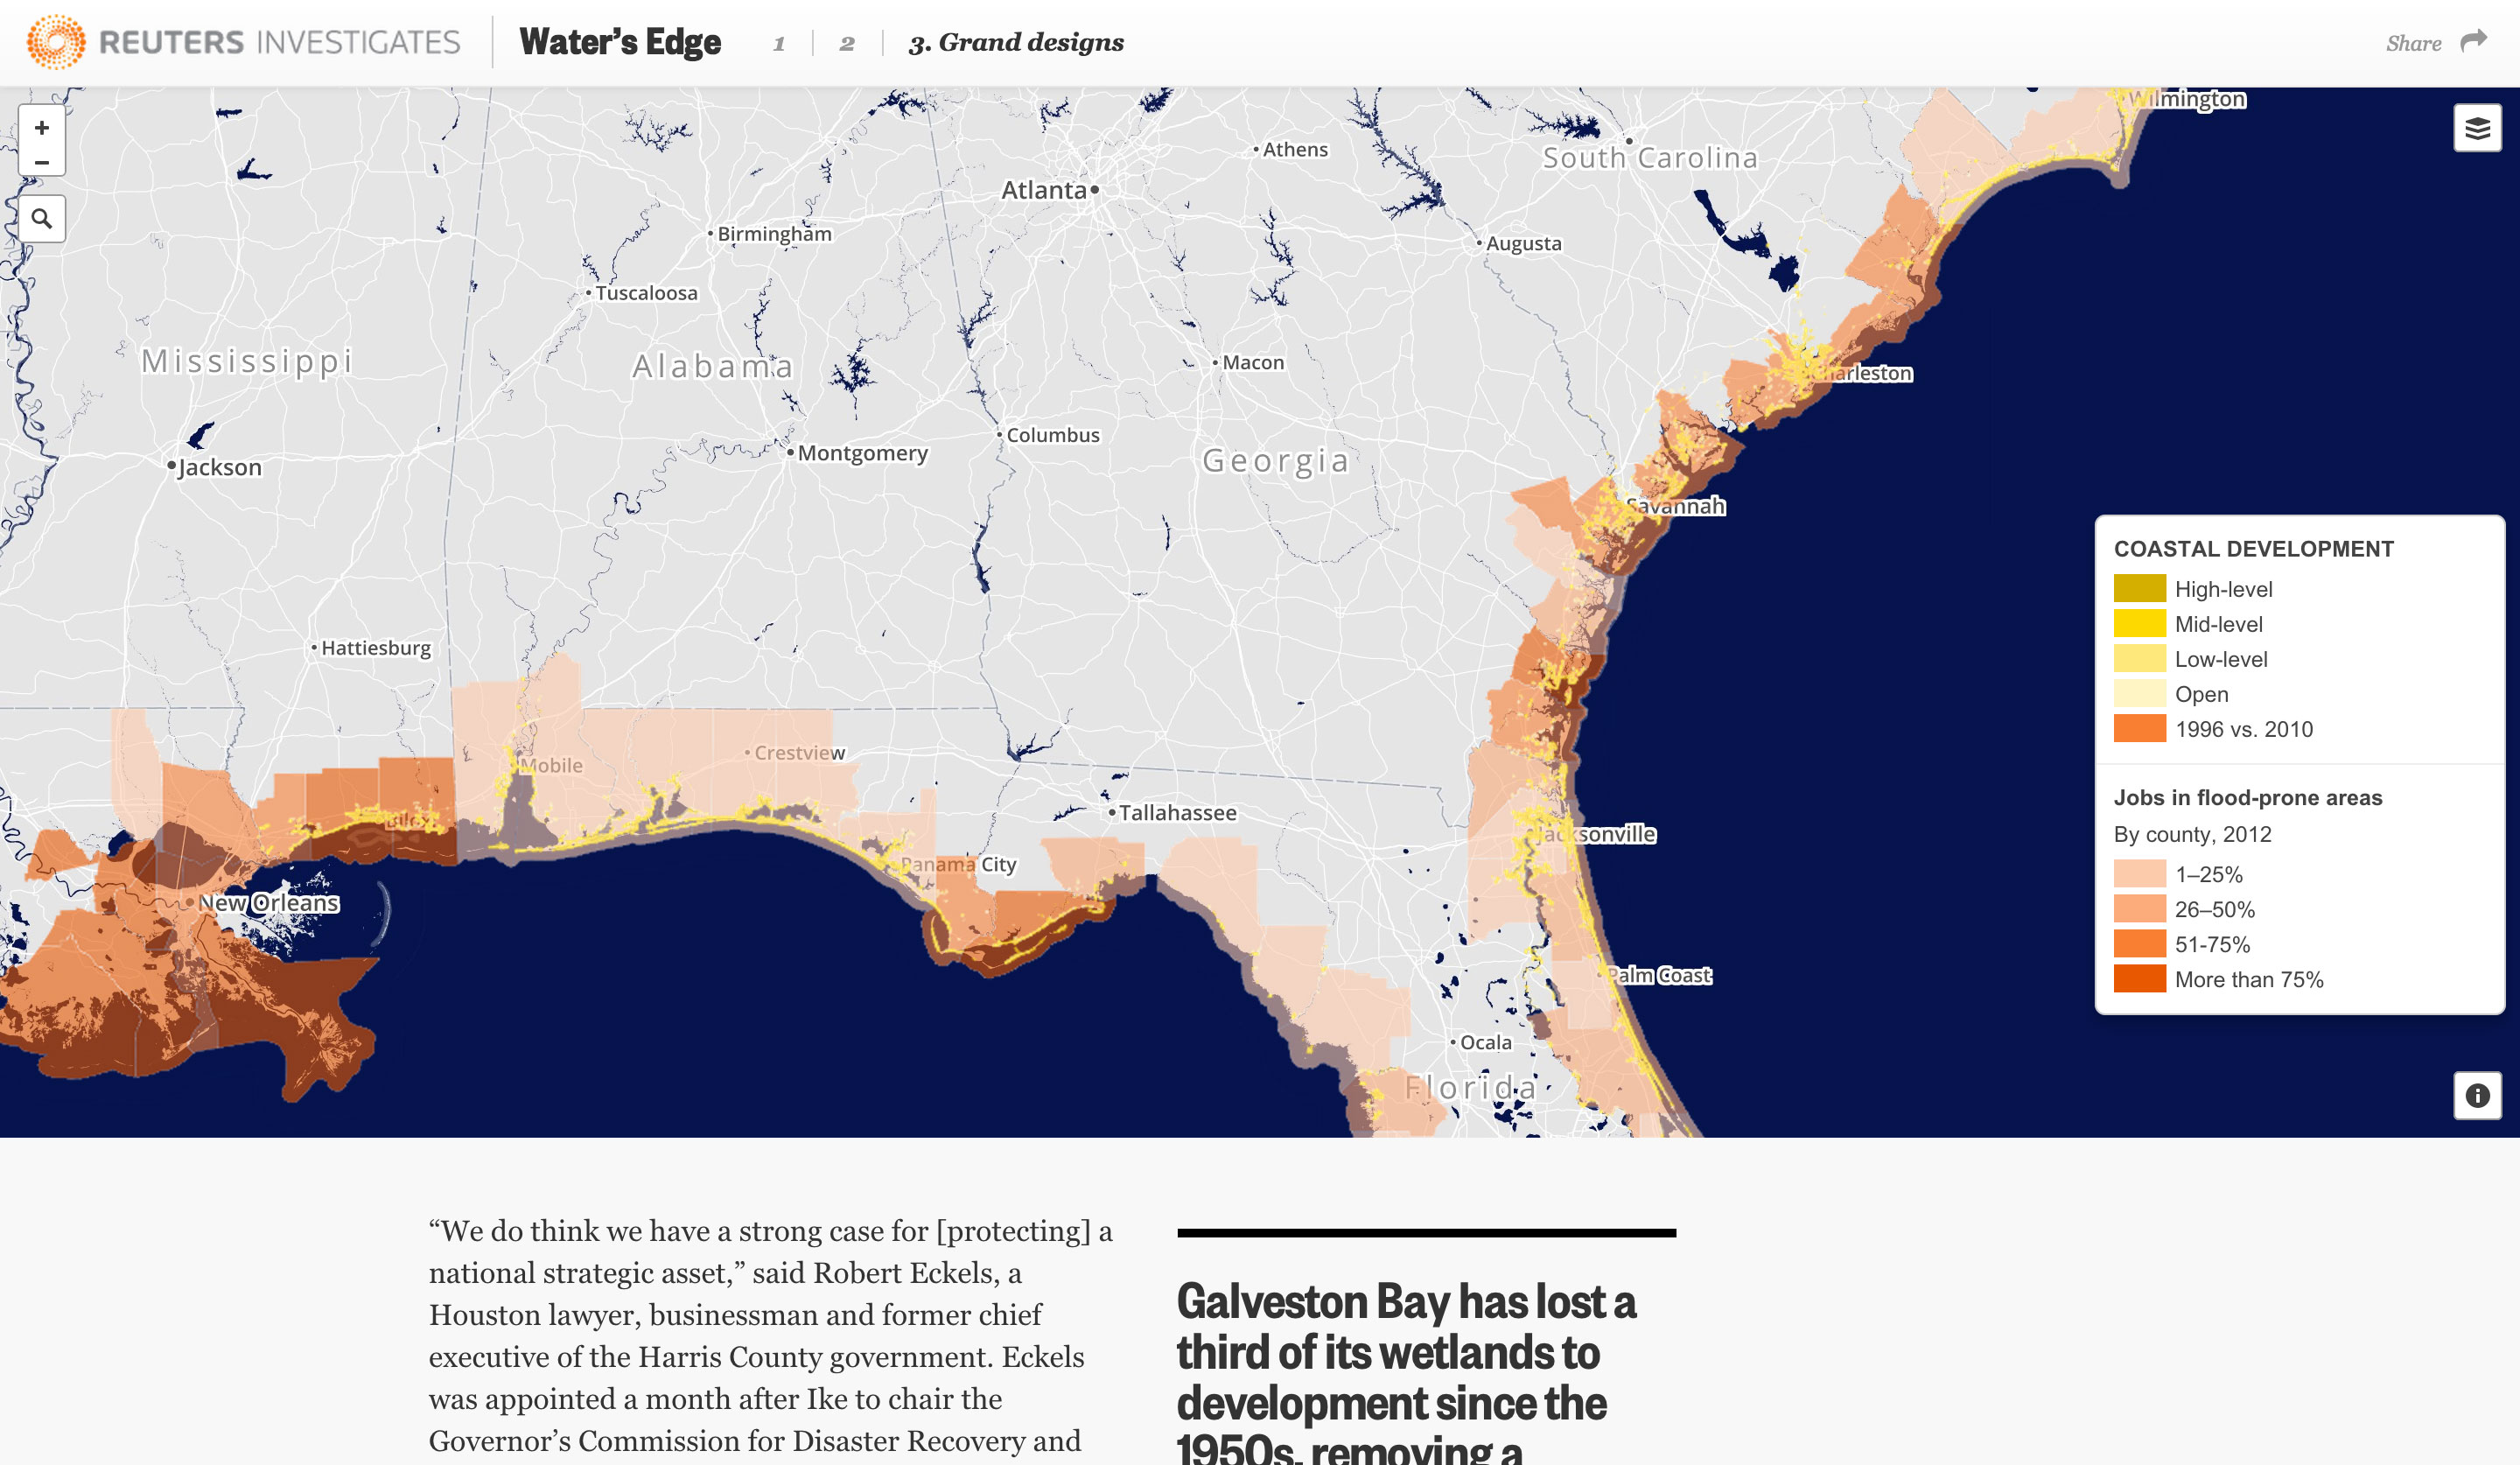 REUTERS INVESTIGATES
Water's Edge
1
2
3. Grand designs
Share
+
−
Wilmington
South Carolina
Athens
Atlanta
Birmingham
Augusta
Tuscaloosa
Mississippi
Alabama
Macon
Charleston
Columbus
Montgomery
Georgia
Jackson
Savannah
Hattiesburg
Crestview
Mobile
Biloxi
Tallahassee
Jacksonville
Panama City
New Orleans
Palm Coast
Ocala
Florida
COASTAL DEVELOPMENT
High-level
Mid-level
Low-level
Open
1996 vs. 2010
Jobs in flood-prone areas
By county, 2012
1–25%
26–50%
51-75%
More than 75%
“We do think we have a strong case for [protecting] a
national strategic asset,” said Robert Eckels, a
Houston lawyer, businessman and former chief
executive of the Harris County government. Eckels
was appointed a month after Ike to chair the
Governor’s Commission for Disaster Recovery and
Galveston Bay has lost a
third of its wetlands to
development since the
1950s, removing a